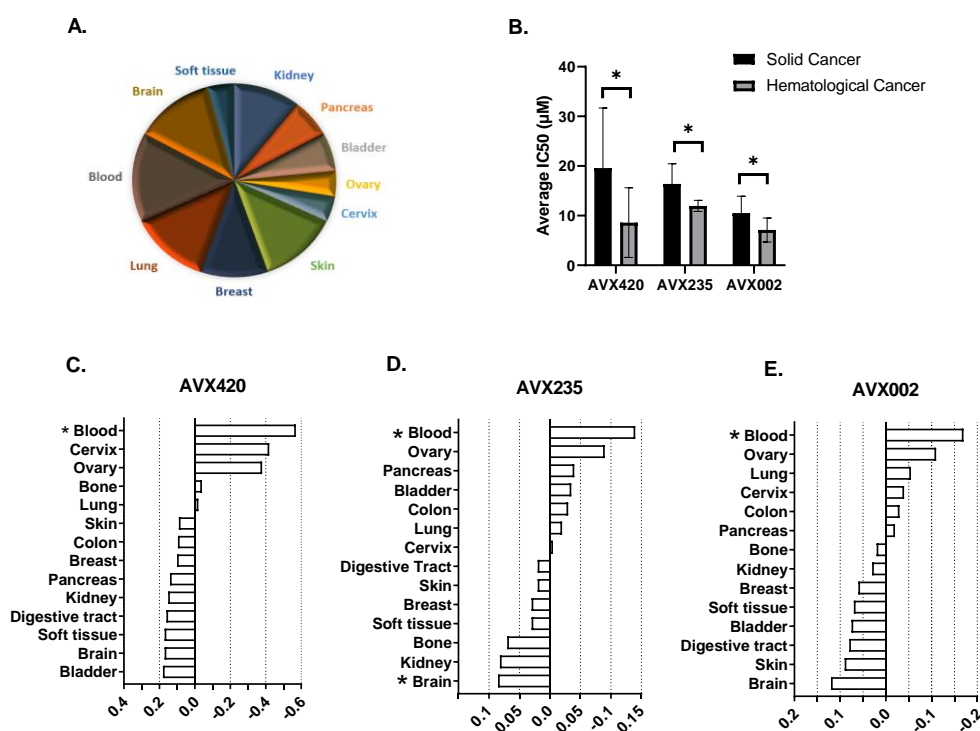 A.
Soft tissue
Kidney
Brain
Pancreas
Bladder
Blood
Ovary
Cervix
Lung
Skin
Breast
B.
Solid Cancer
Hematological Cancer
Average IC50 (µM)
40
30
20
10
0
*
*
*
AVX420 AVX235 AVX002
C.
AVX420
* Blood
Cervix
Ovary
Bone
Lung
Skin
Colon
Breast
Pancreas
Kidney
Digestive tract
Soft tissue
Brain
Bladder
0.4 0.2 0.0 -0.2 -0.4 -0.6
D.
AVX235
* Blood
Ovary
Pancreas
Bladder
Colon
Lung
Cervix
Digestive Tract
Skin
Breast
Soft tissue
Bone
Kidney
* Brain
0.1 0.05 0.0 0.05 -0.1 0.15
E.
AVX002
* Blood
Ovary
Lung
Cervix
Colon
Pancreas
Bone
Kidney
Breast
Soft tissue
Bladder
Digestive tract
Skin
Brain
0.2 0.1 0.0 -0.1 -0.2